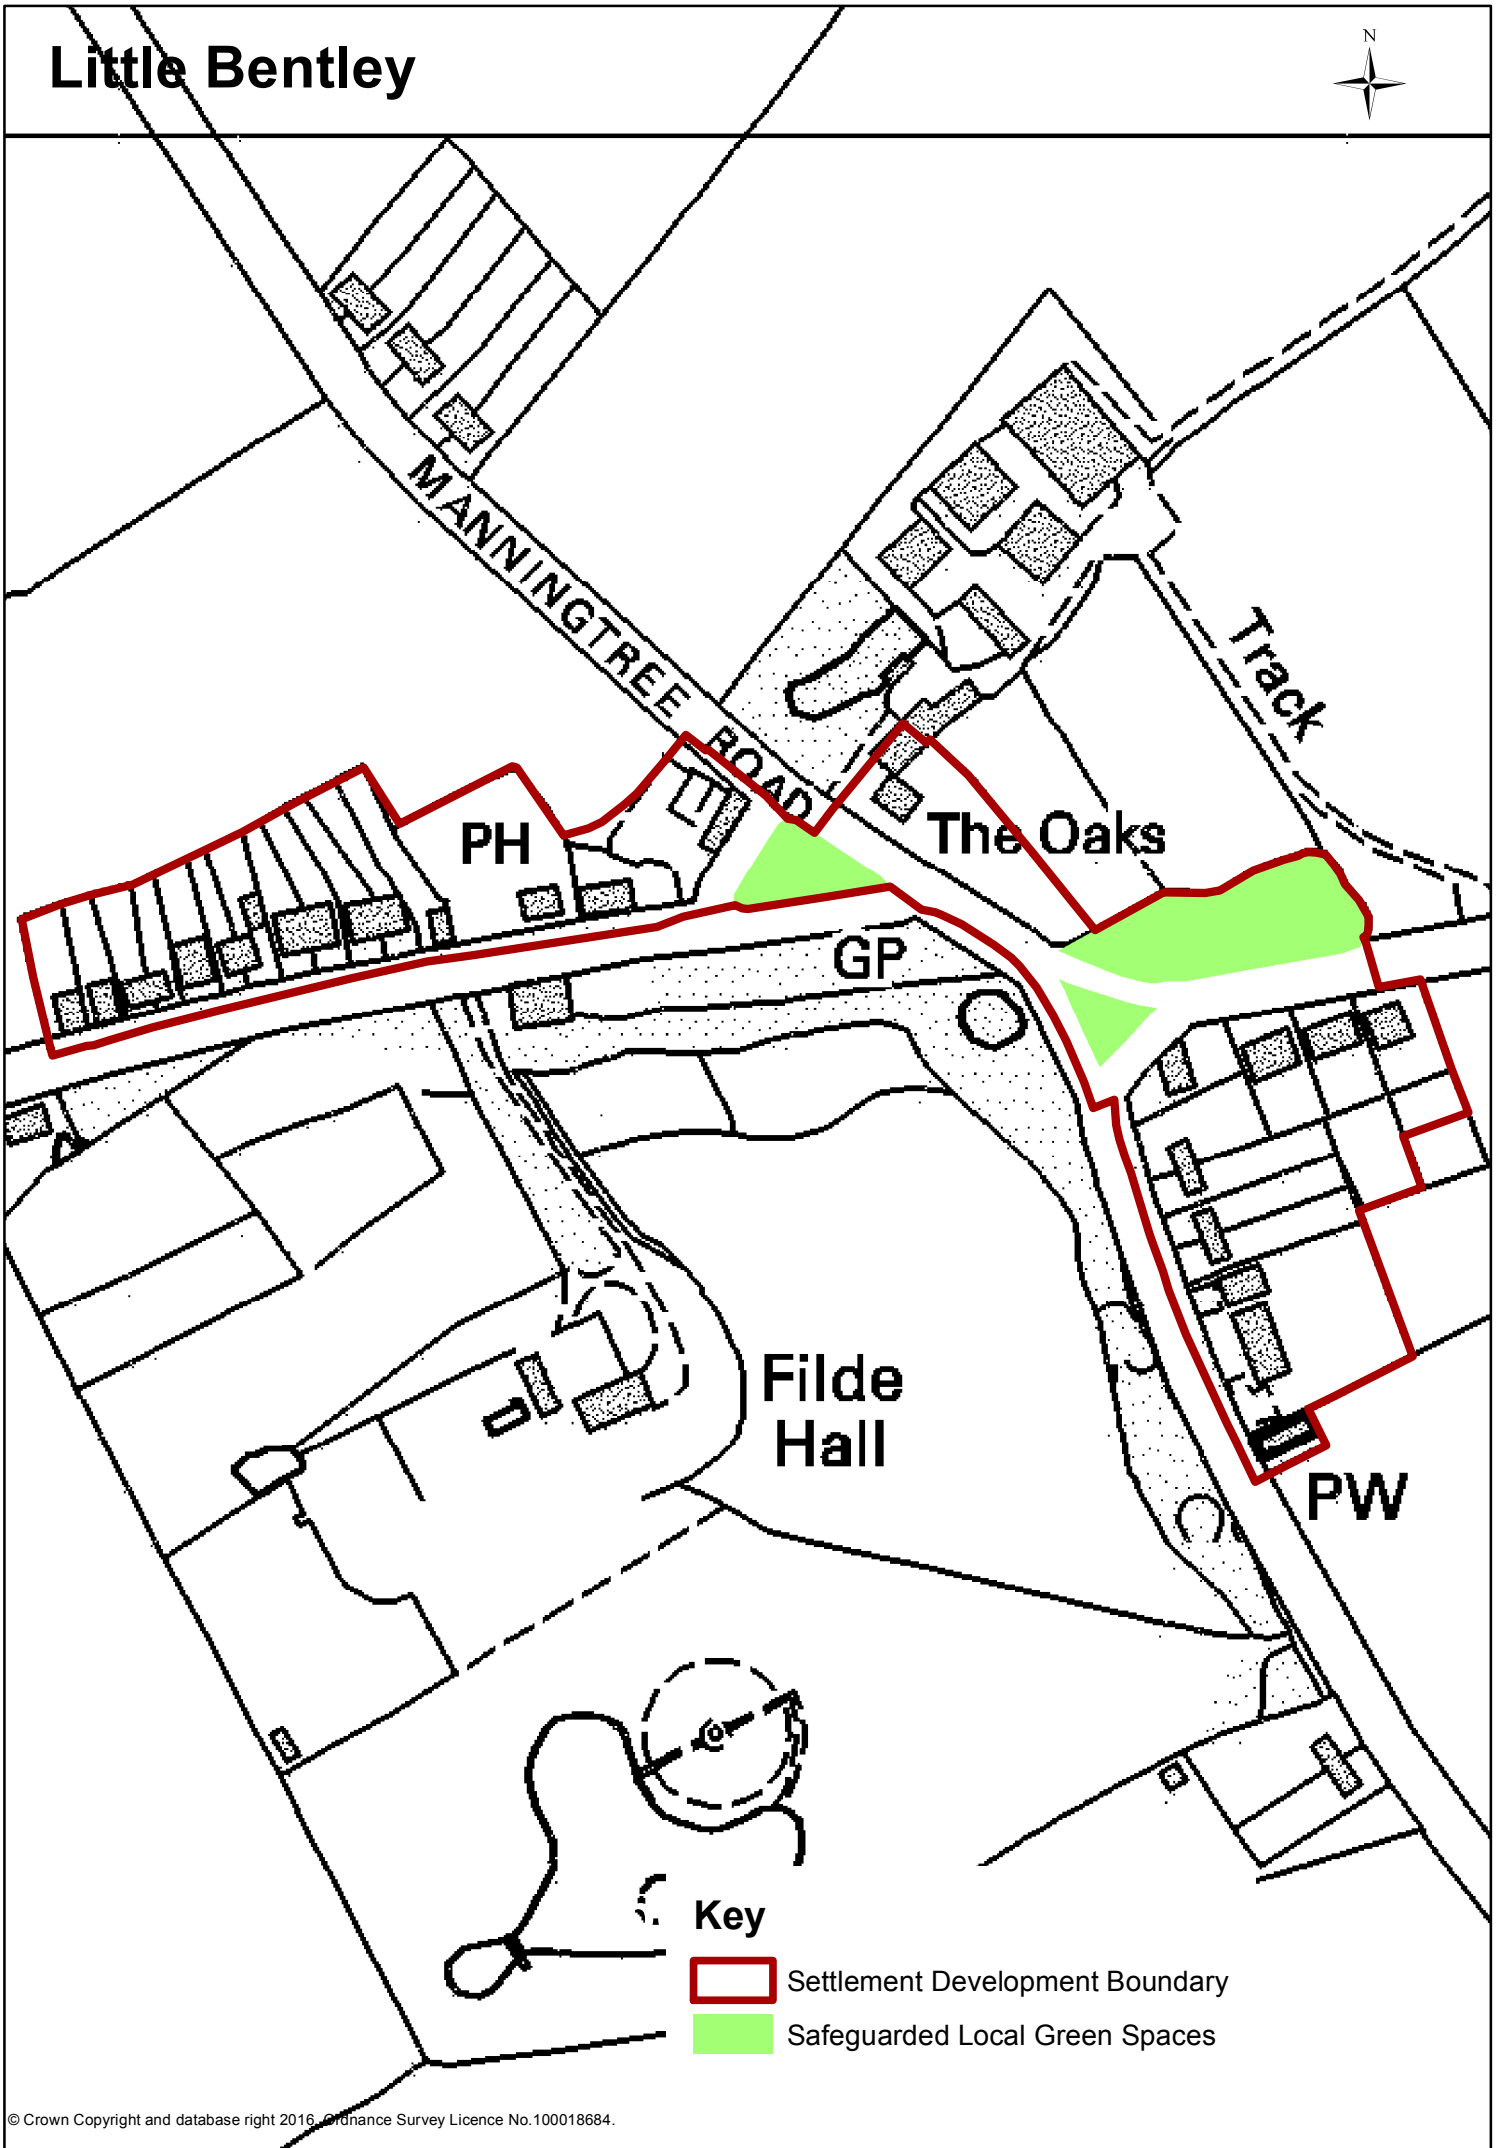 Little Bentley
N
MANNINGTREE ROAD
Track
The Oaks
PH
GP
Filde
Hall
PW
Key
Settlement Development Boundary
Safeguarded Local Green Spaces
© Crown Copyright and database right 2016. Ordnance Survey Licence No.100018684.